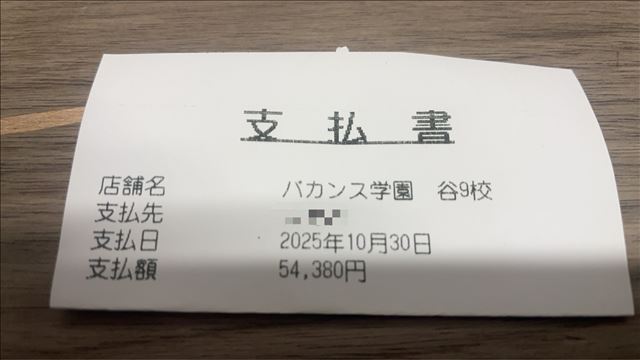 支払書
店舗名 バカンス学園 谷9校
支払先
支払日 2025年10月30日
支払額 54,380円